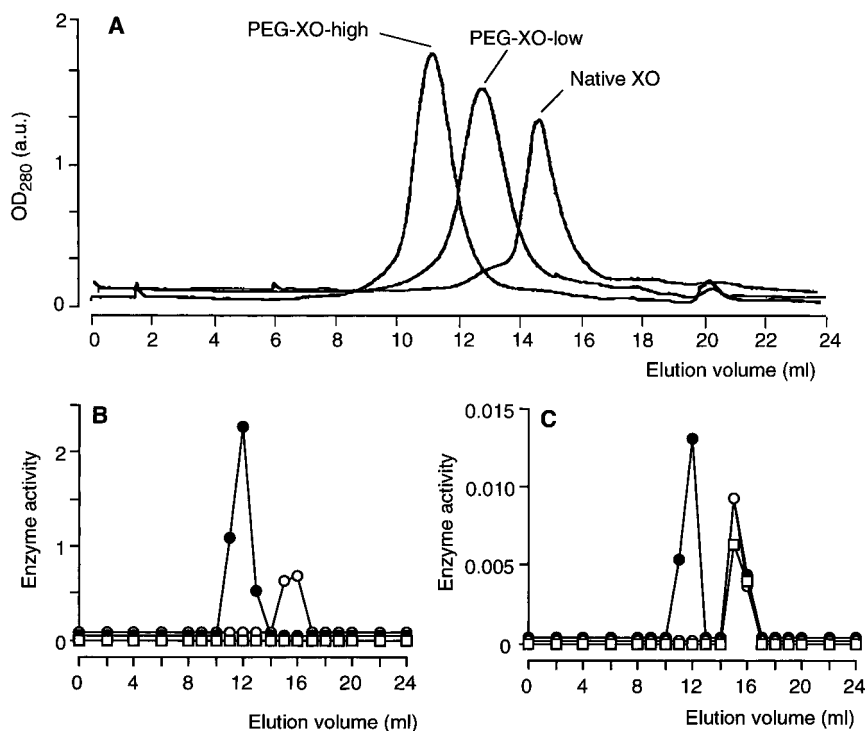 A
PEG-XO-high
PEG-XO-low
Native XO
OD280 (a.u.)
2
1
0
0 2 4 6 8 10 12 14 16 18 20 22 24
Elution volume (ml)
B
Enzyme activity
2
1
0
0 4 8 12 16 20 24
Elution volume (ml)
C
Enzyme activity
0.015
0.010
0.005
0
0 4 8 12 16 20 24
Elution volume (ml)